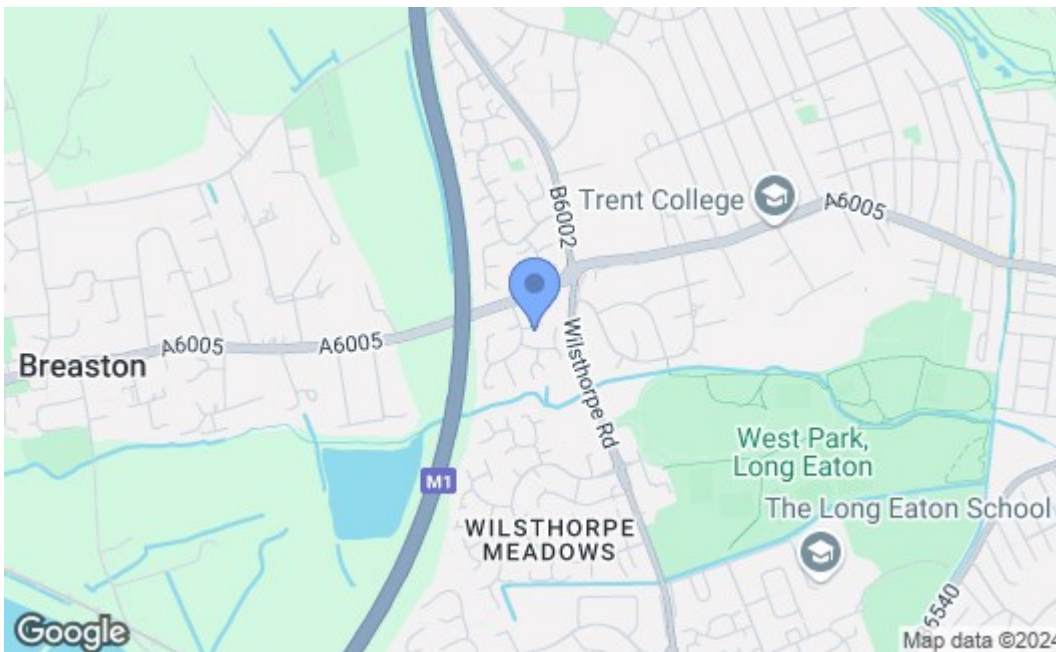 B6002
Trent College
A6005
A6005
A6005
Breaston
Wilsthorpe Rd
West Park,
Long Eaton
M1
The Long Eaton School
WILSTHORPE
MEADOWS
5540
Google
Map data ©2024